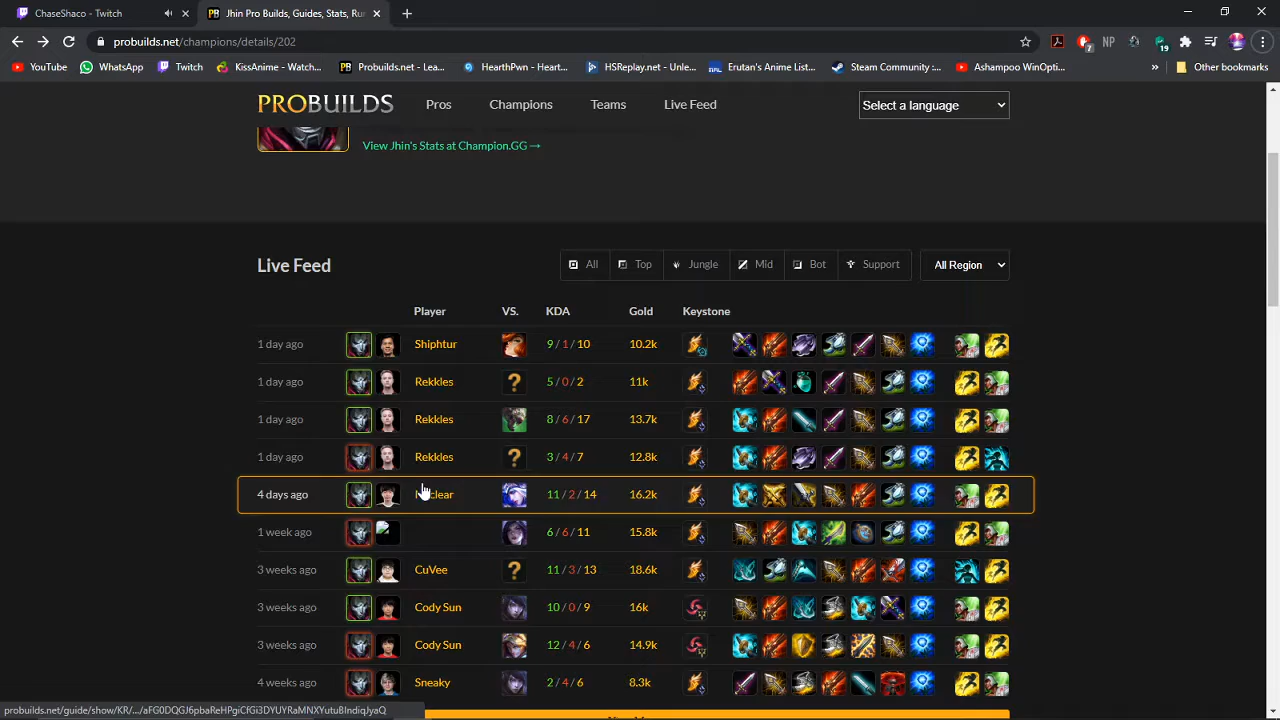 ChaseShaco - Twitch
Jhin Pro Builds, Guides, Stats, Run
probuilds.net/champions/details/202
NP
7
19
YouTube
WhatsApp
Twitch
KissAnime - Watch...
Probuilds.net - Lea...
HearthPwn - Heart...
HSReplay.net - Unle...
Erutan's Anime List...
Steam Community :...
Ashampoo WinOpti...
»
Other bookmarks
PROBUILDS
Pros
Champions
Teams
Live Feed
Select a language
View Jhin's Stats at Champion.GG →
Live Feed
All
Top
Jungle
Mid
Bot
Support
All Region
Player VS. KDA Gold Keystone
1 day ago Shiphtur 9 / 1 / 10 10.2k
1 day ago Rekkles ? 5 / 0 / 2 11k
1 day ago Rekkles 8 / 6 / 17 13.7k
1 day ago Rekkles ? 3 / 4 / 7 12.8k
4 days ago clear 11 / 2 / 14 16.2k
1 week ago 6 / 6 / 11 15.8k
3 weeks ago CuVee ? 11 / 3 / 13 18.6k
3 weeks ago Cody Sun 10 / 0 / 9 16k
3 weeks ago Cody Sun 12 / 4 / 6 14.9k
4 weeks ago Sneaky 2 / 4 / 6 8.3k